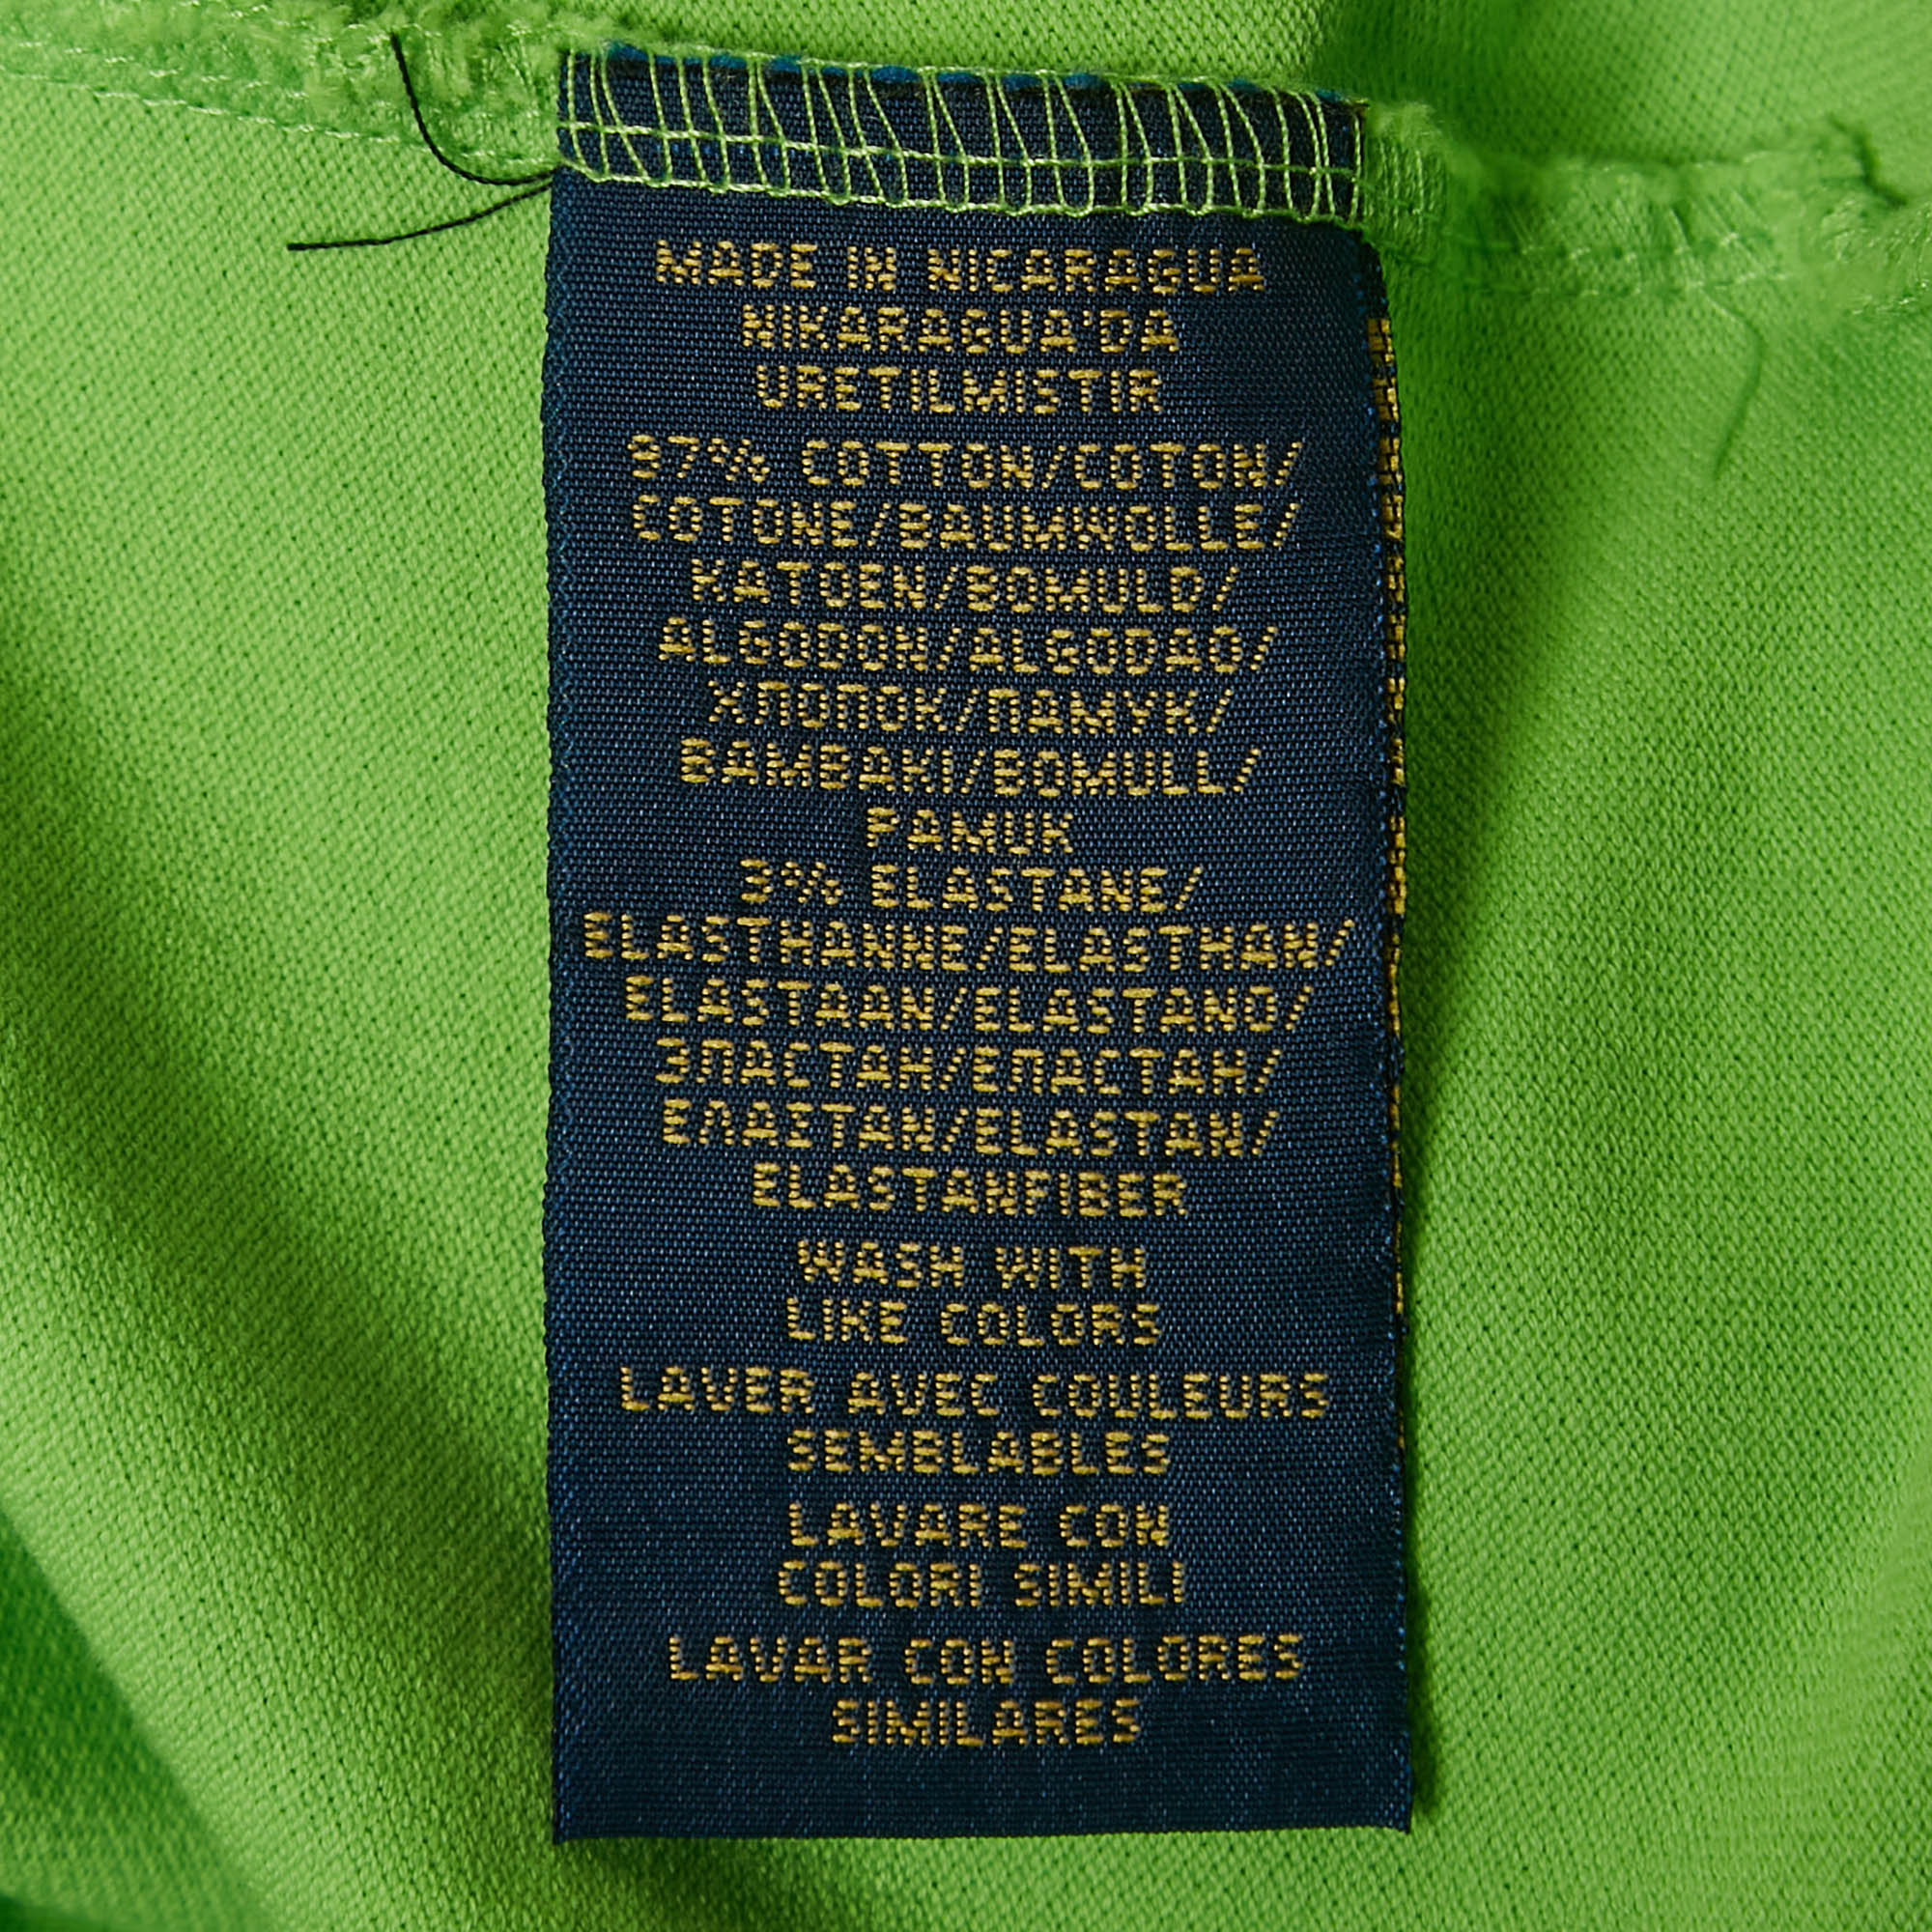 MADE IN NICARAGUA
NIKARAGUA'DA
URETILMISTIR
97% COTTON/COTON/
COTONE/BAUMWOLLE/
KATOEN/BOMULD/
ALGODON/ALGODAO/
ХЛОПОК/ПАМУК/
BAMBAKI/BOMULL/
PAMUK
3% ELASTANE/
ELASTHANNE/ELASTHAN/
ELASTAAN/ELASTANO/
ЭЛАСТАН/ЕЛАСТАН/
ΕΛΑΣΤΑΝ/ELASTAN/
ELASTANFIBER
WASH WITH
LIKE COLORS
LAVER AVEC COULEURS
SEMBLABLES
LAVARE CON
COLORI SIMILI
LAVAR CON COLORES
SIMILARES